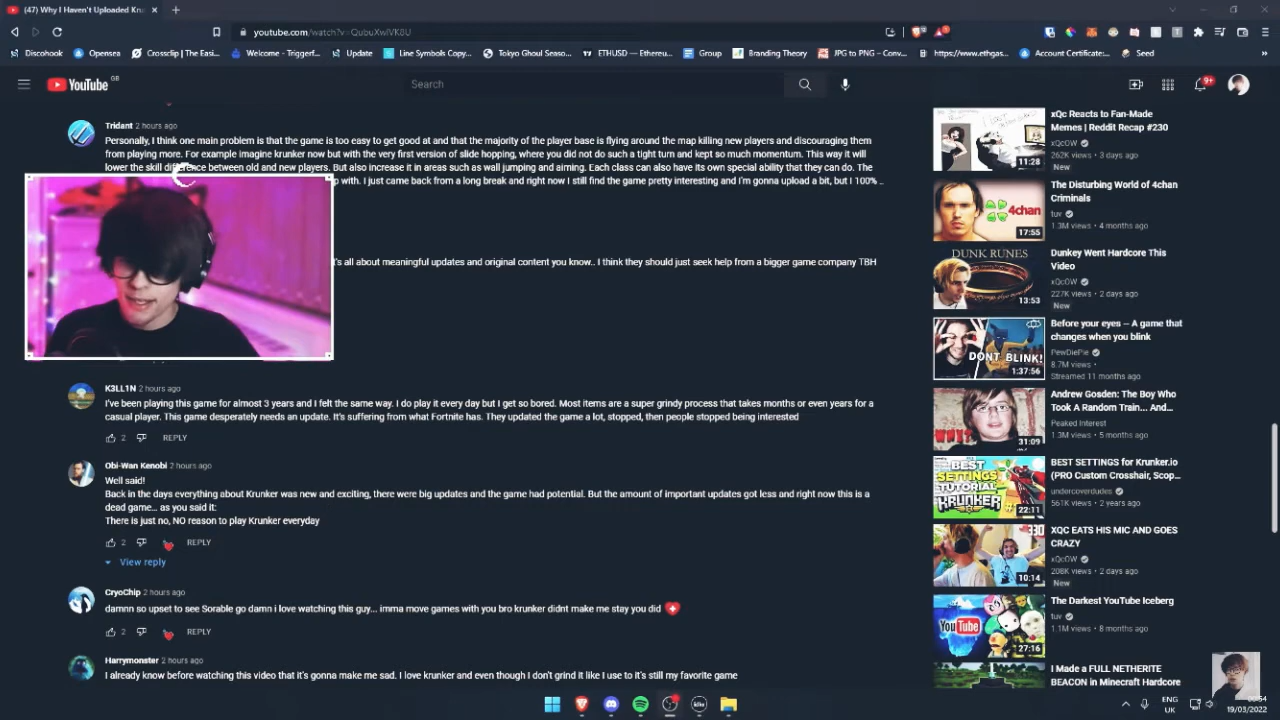 (47) Why I Haven't Uploaded Kru
youtube.com/watch?v=QubuXwIVK8U
Discohook
Opensea
Crossclip | The Easi...
Welcome - Triggerf...
Update
Line Symbols Copy...
Tokyo Ghoul Season...
ETHUSD — Ethereu...
Group
Branding Theory
JPG to PNG – Conv...
https://www.ethgas...
Account Certificate:...
Seed
YouTube GB
Search
9+
Tridant 2 hours ago
Personally, I think one main problem is that the game is so easy to get good at and that the majority of the player base is flying around the map killing new players and discouraging them
from playing more. For example imagine krunker now but with the very first version of slide hopping, where you did not do such a tight turn and kept so much momentum. This way it will
lower the skill difference between old and new players. But also increase it in areas such as wall jumping and aiming. Each class can also have its own special ability that they can do. The
p with. I just came back from a long break and right now I still find the game pretty interesting and I'm gonna upload a bit, but I 100% ..
's all about meaningful updates and original content you know.. I think they should just seek help from a bigger game company TBH
K3LL1N 2 hours ago
I've been playing this game for almost 3 years and I felt the same way. I do play it every day but I get so bored. Most items are a super grindy process that takes months or even years for a
casual player. This game desperately needs an update. It's suffering from what Fortnite has. They updated the game a lot, stopped, then people stopped being interested
2 REPLY
Obi-Wan Kenobi 2 hours ago
Well said!
Back in the days everything about Krunker was new and exciting, there were big updates and the game had potential. But the amount of important updates got less and right now this is a
dead game... as you said it:
There is just no, NO reason to play Krunker everyday
2 REPLY
View reply
CryoChip 2 hours ago
damnn so upset to see Sorable go damn i love watching this guy... imma move games with you bro krunker didnt make me stay you did
2 REPLY
Harrymonster 2 hours ago
I already know before watching this video that it's gonna make me sad. I love krunker and even though I don't grind it like I use to It's still my favorite game
11:28
xQc Reacts to Fan-Made
Memes | Reddit Recap #230
xQcOW
262K views • 3 days ago
New
4chan
17:55
The Disturbing World of 4chan
Criminals
tuv
1.3M views • 4 months ago
DUNK RUNES
13:53
Dunkey Went Hardcore This
Video
xQcOW
227K views • 2 days ago
New
DONT BLINK!
1:37:56
Before your eyes – A game that
changes when you blink
PewDiePie
8.7M views •
Streamed 11 months ago
WHY?
31:09
Andrew Gosden: The Boy Who
Took A Random Train... And...
Peaked Interest
1.3M views • 5 months ago
BEST
SETTINGS
TUTORIAL
KRUNKER
22:11
BEST SETTINGS for Krunker.io
(PRO Custom Crosshair, Scop...
undercoverdudes
561K views • 2 years ago
10:14
XQC EATS HIS MIC AND GOES
CRAZY
xQcOW
208K views • 2 days ago
New
YouTube
27:16
The Darkest YouTube Iceberg
tuv
1.1M views • 8 months ago
I Made a FULL NETHERITE
BEACON in Minecraft Hardcore
ENG
UK
00:54
19/03/2022